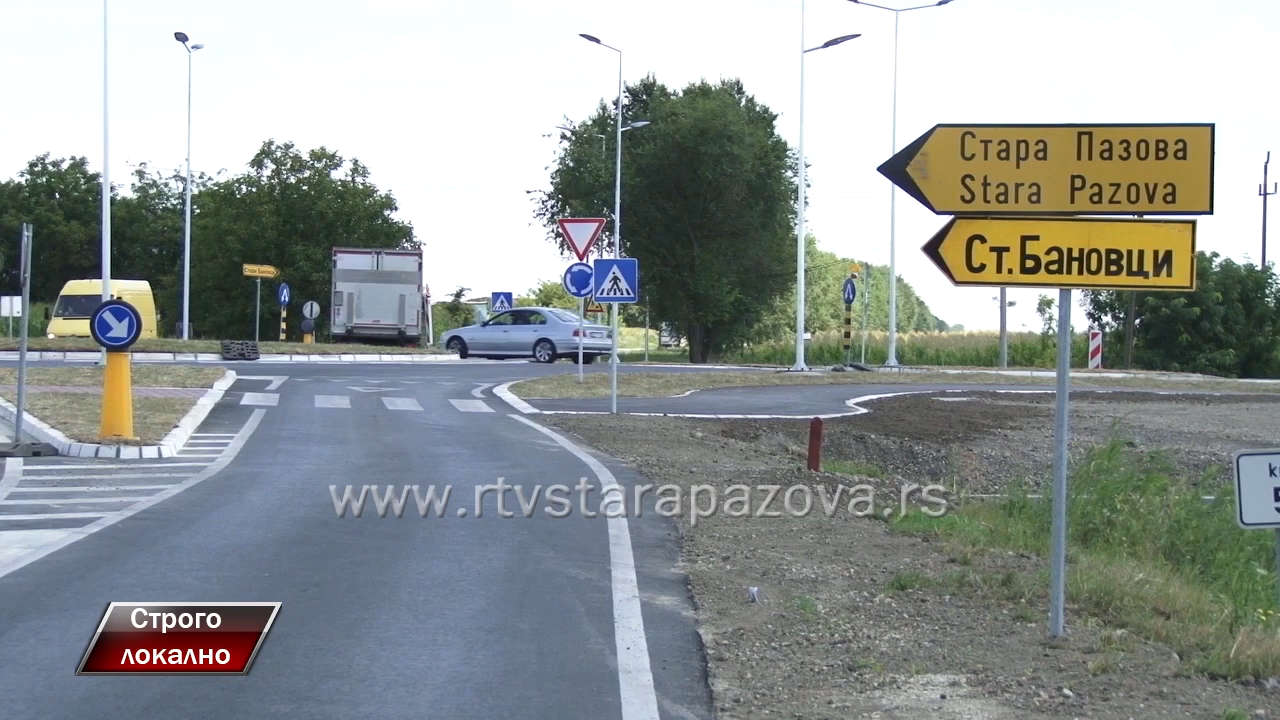 Стара Пазова
Stara Pazova
Ст.Бановци
www.rtvstarapazova.rs
Строго
локално